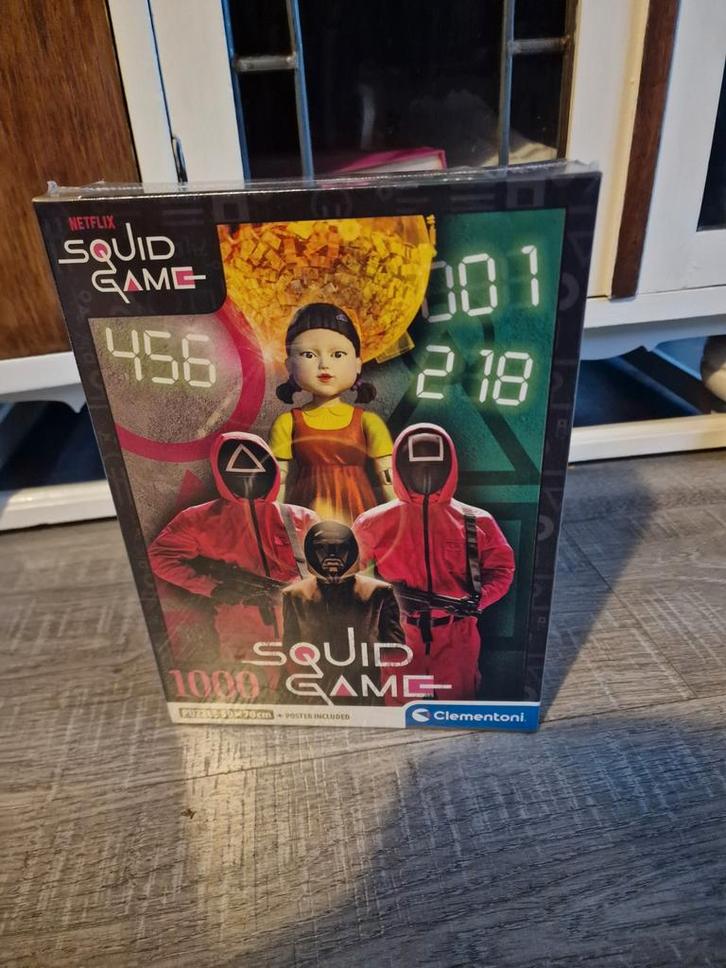 NETFLIX
SQUID
GAME
456
001
218
SQUID
GAME
1000
+ POSTER INCLUDED
Clementoni